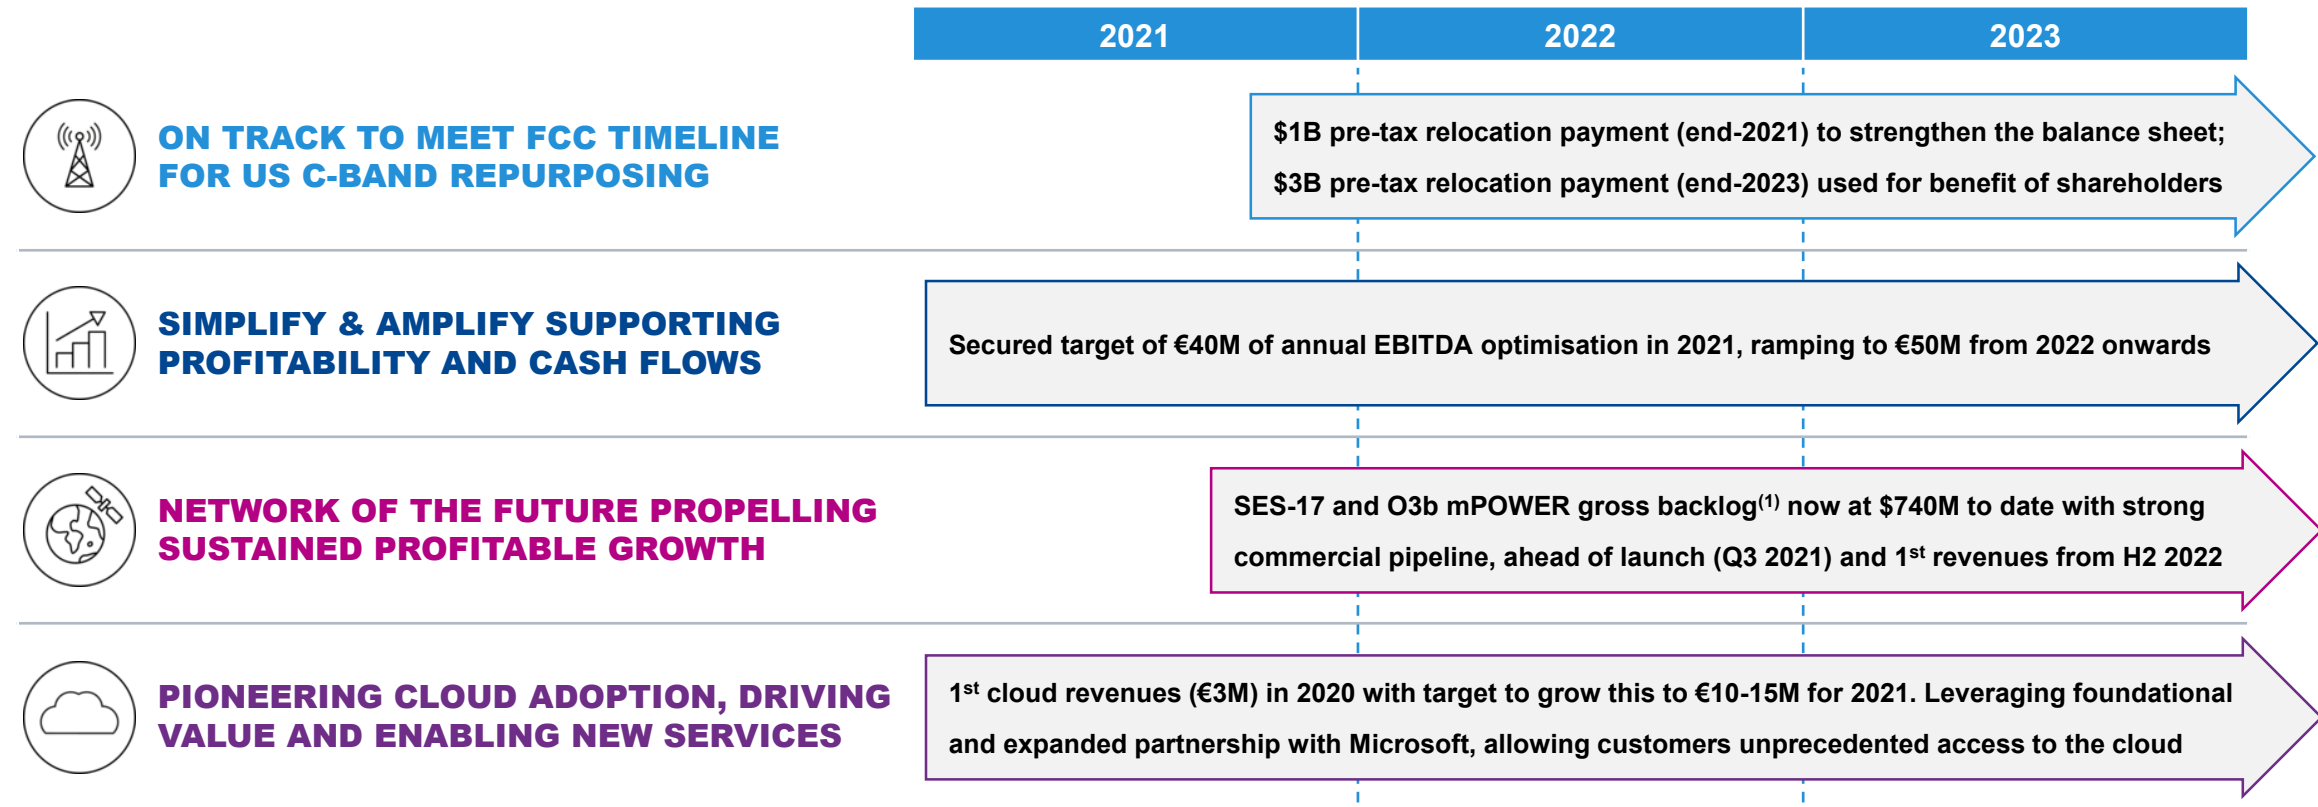 2021 2022 2023
ON TRACK TO MEET FCC TIMELINE
FOR US C-BAND REPURPOSING
$1B pre-tax relocation payment (end-2021) to strengthen the balance sheet;
$3B pre-tax relocation payment (end-2023) used for benefit of shareholders
SIMPLIFY & AMPLIFY SUPPORTING
PROFITABILITY AND CASH FLOWS
Secured target of €40M of annual EBITDA optimisation in 2021, ramping to €50M from 2022 onwards
NETWORK OF THE FUTURE PROPELLING
SUSTAINED PROFITABLE GROWTH
SES-17 and O3b mPOWER gross backlog(1) now at $740M to date with strong
commercial pipeline, ahead of launch (Q3 2021) and 1st revenues from H2 2022
PIONEERING CLOUD ADOPTION, DRIVING
VALUE AND ENABLING NEW SERVICES
1st cloud revenues (€3M) in 2020 with target to grow this to €10-15M for 2021. Leveraging foundational
and expanded partnership with Microsoft, allowing customers unprecedented access to the cloud